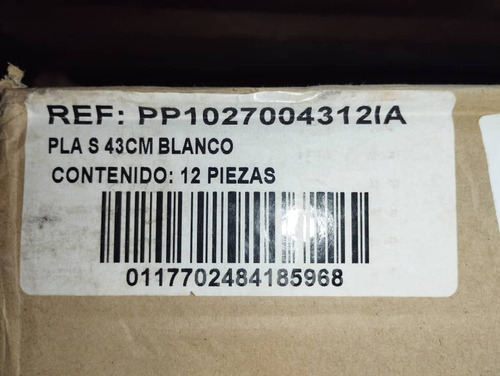 REF: PP1027004312IA
PLA S 43CM BLANCO
CONTENIDO: 12 PIEZAS
0117702484185968